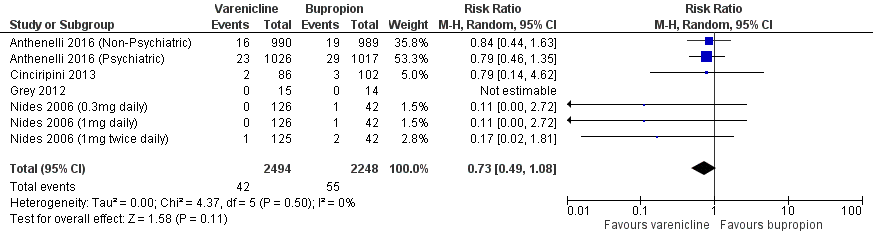 Varenicline Bupropion Risk Ratio Risk Ratio
Study or Subgroup Events Total Events Total Weight M-H, Random, 95% CI M-H, Random, 95% CI
Anthenelli 2016 (Non-Psychiatric) 16 990 19 989 35.8% 0.84 [0.44, 1.63]
Anthenelli 2016 (Psychiatric) 23 1026 29 1017 53.3% 0.79 [0.46, 1.35]
Cinciripini 2013 2 86 3 102 5.0% 0.79 [0.14, 4.62]
Grey 2012 0 15 0 14 Not estimable
Nides 2006 (0.3mg daily) 0 126 1 42 1.5% 0.11 [0.00, 2.72]
Nides 2006 (1mg daily) 0 126 1 42 1.5% 0.11 [0.00, 2.72]
Nides 2006 (1mg twice daily) 1 125 2 42 2.8% 0.17 [0.02, 1.81]
Total (95% CI) 2494 2248 100.0% 0.73 [0.49, 1.08]
Total events 42 55
Heterogeneity: Tau² = 0.00; Chi² = 4.37, df = 5 (P = 0.50); I² = 0%
Test for overall effect: Z = 1.58 (P = 0.11)
0.01 0.1 1 10 100
Favours varenicline Favours bupropion